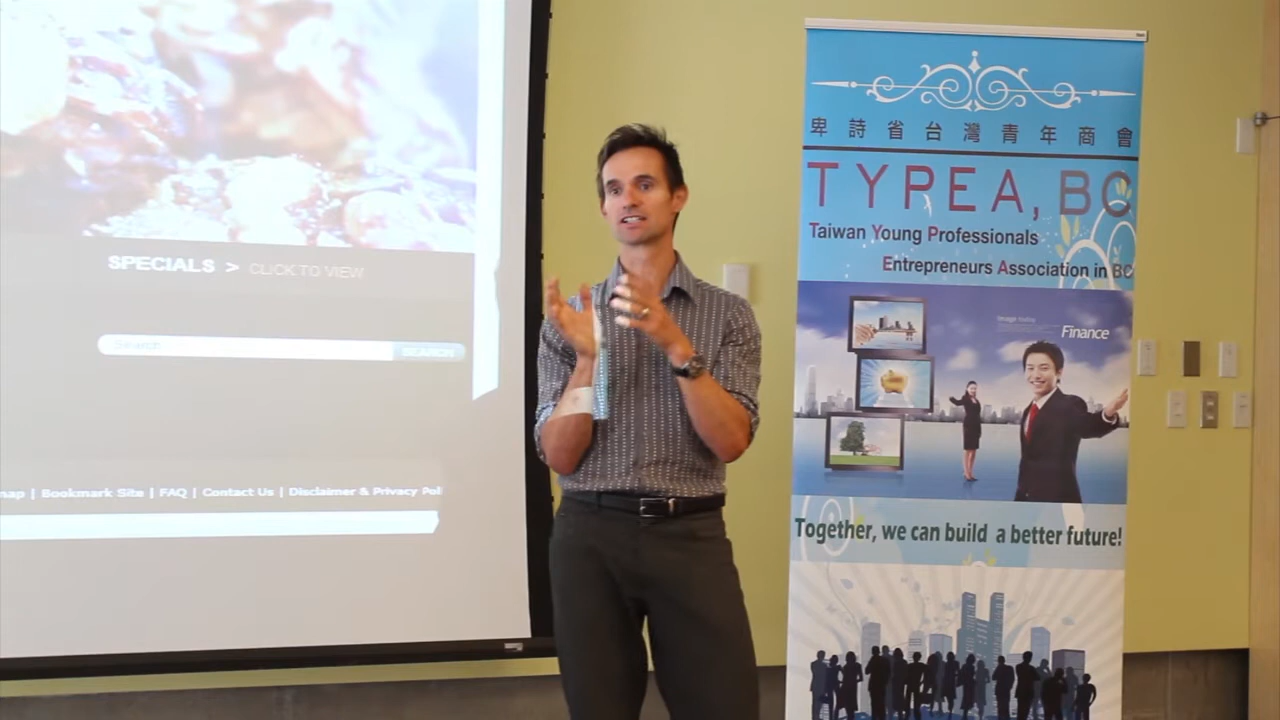 SPECIALS > CLICK TO VIEW
Search
SEARCH
map | Bookmark Site | FAQ | Contact Us | Disclaimer & Privacy Pol
卑詩省台灣青年商會
TYPEA, BC
Taiwan Young Professionals
Entrepreneurs Association in BC
Finance
Together, we can build a better future!